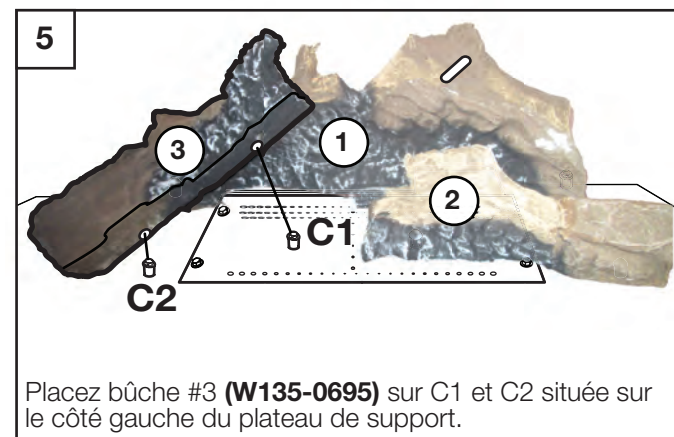 5
3
1
2
C1
C2
Placez bûche #3 (W135-0695) sur C1 et C2 située sur
le côté gauche du plateau de support.